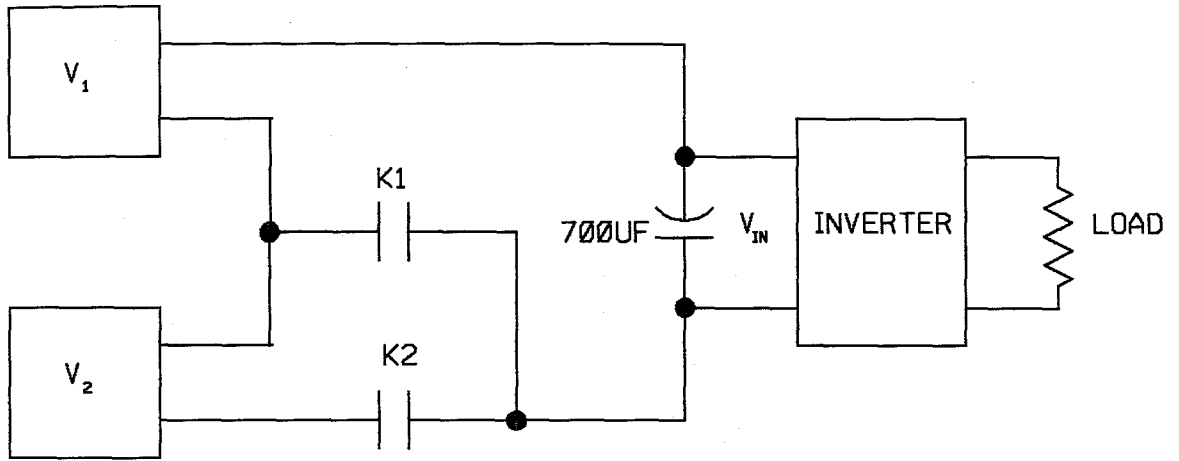 V1
K1
700UF
VIN
INVERTER
LOAD
K2
V2